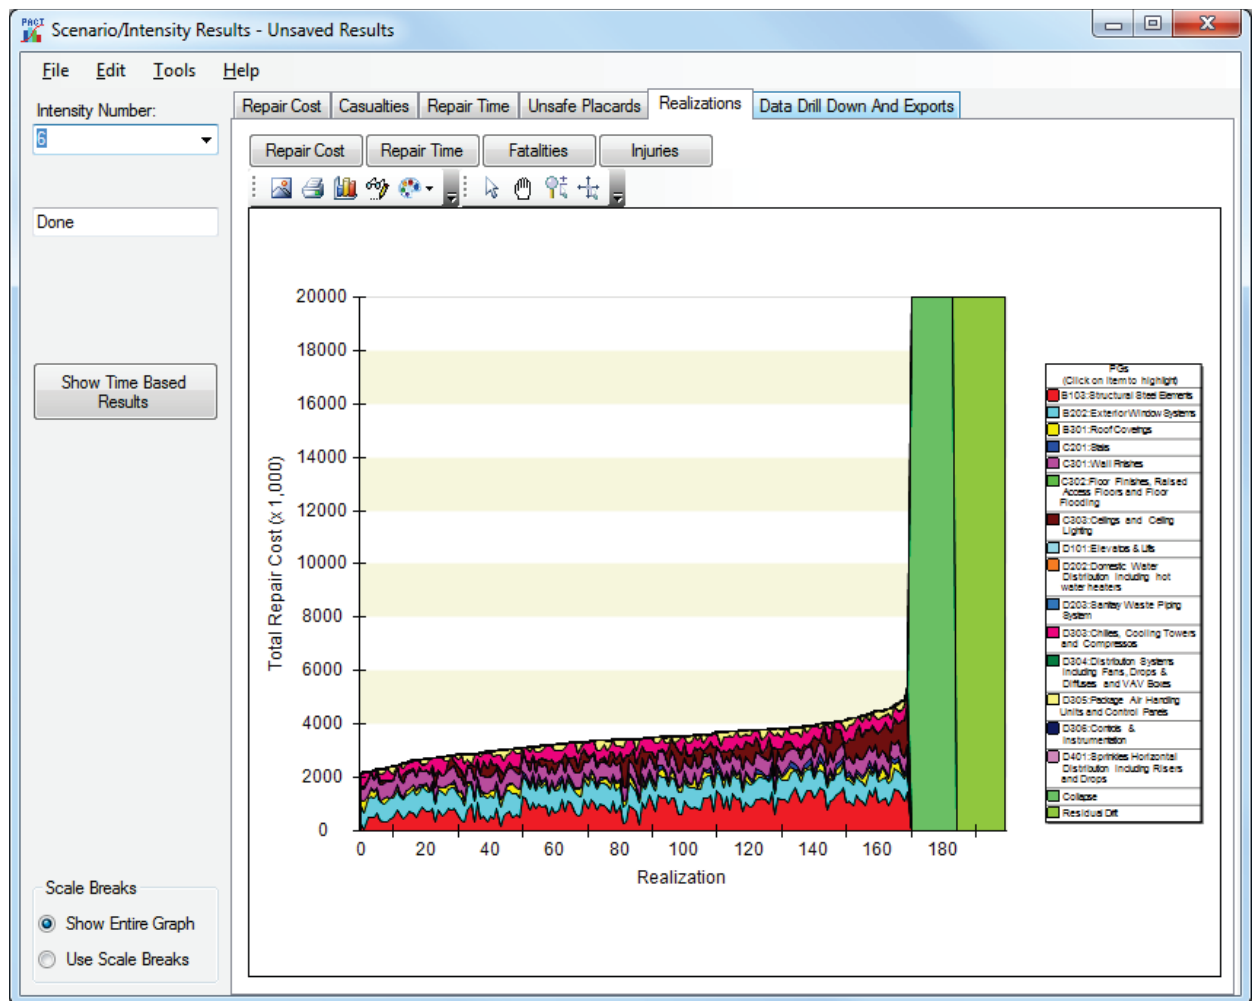 PACT
Scenario/Intensity Results - Unsaved Results
File Edit Tools Help
Intensity Number:
6
Done
Show Time Based
Results
Scale Breaks
Show Entire Graph
Use Scale Breaks
Repair Cost Casualties Repair Time Unsafe Placards Realizations Data Drill Down And Exports
Repair Cost Repair Time Fatalities Injuries
Total Repair Cost (x 1,000)
20000
18000
16000
14000
12000
10000
8000
6000
4000
2000
0
0 20 40 60 80 100 120 140 160 180
Realization
PGs
(Click on item to highlight)
B103:Structural Steel Elements
B202:Exterior Window Systems
B301:Roof Coverings
C201:Stairs
C301:Wall Finishes
C302:Floor Finishes, Raised
Access Floors and Floor
Flooding
C303:Ceilings and Ceiling
Lighting
D101:Elevators & Lifts
D202:Domestic Water
Distribution including hot
water heaters
D203:Sanitary Waste Piping
System
D303:Chillers, Cooling Towers
and Compressors
D304:Distribution Systems
including Fans, Drops &
Diffusers and VAV Boxes
D305:Package Air Handling
Units and Control Panels
D306:Controls &
Instrumentation
D401:Sprinkles Horizontal
Distribution including Risers
and Drops
Collapse
Residual Drift